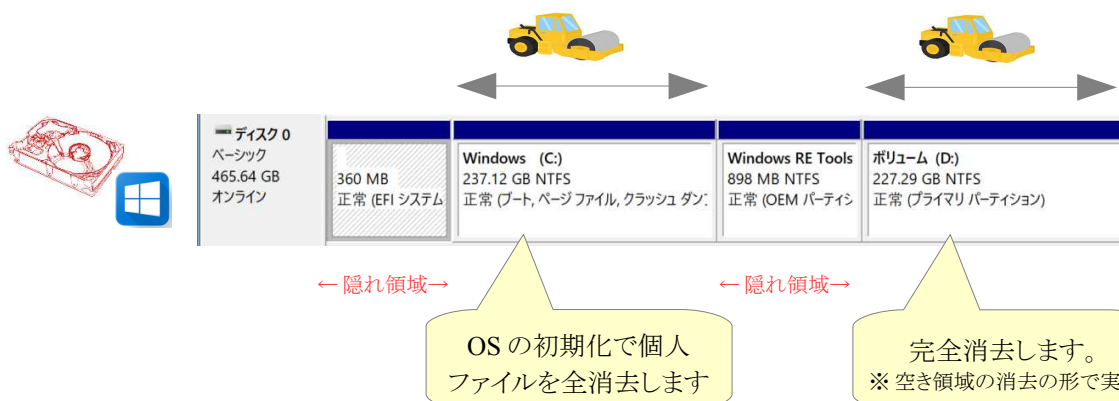 ディスク 0
ベーシック
465.64 GB
オンライン
360 MB
正常 (EFI システム
Windows (C:)
237.12 GB NTFS
正常 (ブート, ページ ファイル, クラッシュ ダン
Windows RE Tools
898 MB NTFS
正常 (OEM パーティシ
ボリューム (D:)
227.29 GB NTFS
正常 (プライマリ パーティション)
←隠れ領域→
←隠れ領域→
OS の初期化で個人
ファイルを全消去します
完全消去します。
※ 空き領域の消去の形で実